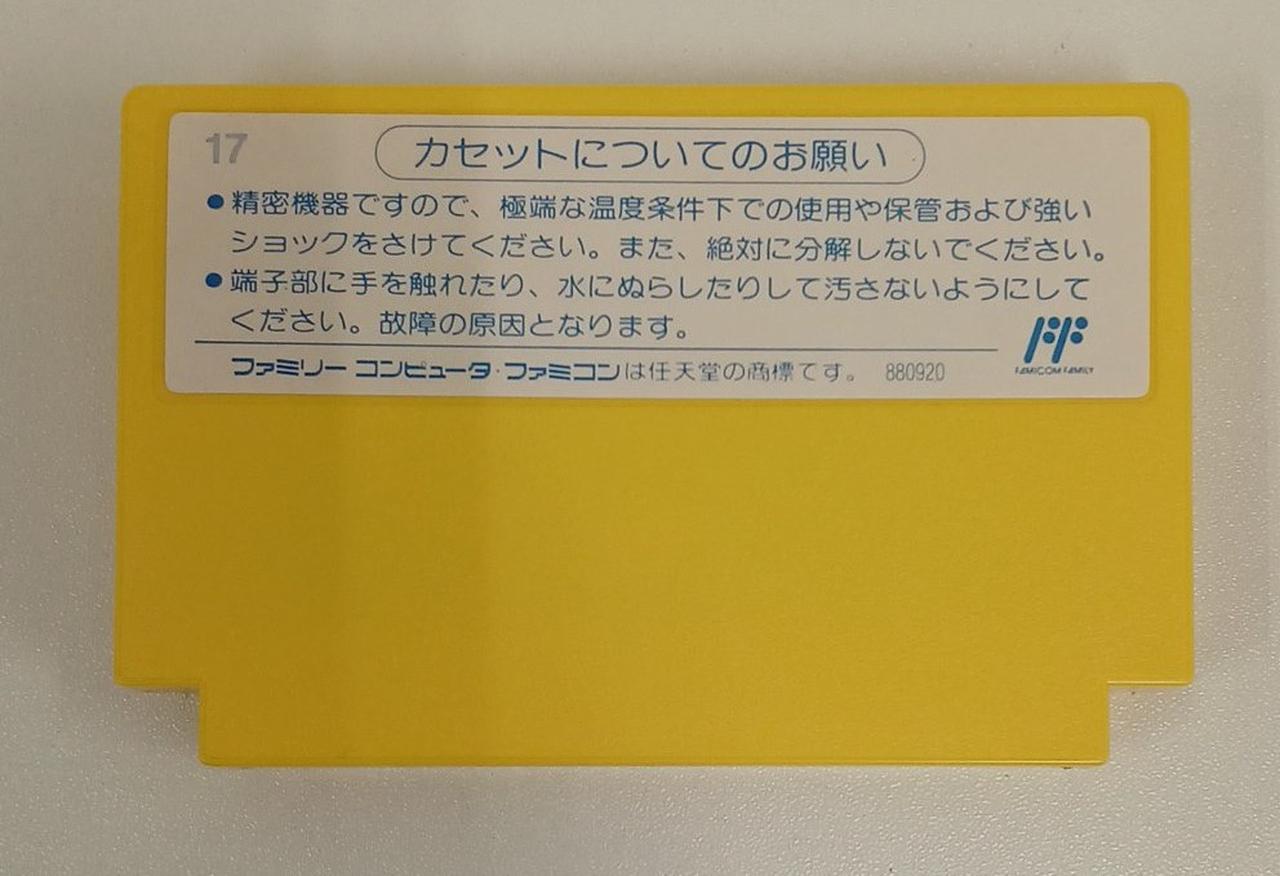 17
カセットについてのお願い
●精密機器ですので、極端な温度条件下での使用や保管および強い
ショックをさけてください。また、絶対に分解しないでください。
●端子部に手を触れたり、水にぬらしたりして汚さないようにして
ください。故障の原因となります。
ファミリー コンピュータ・ファミコンは任天堂の商標です。 880920
FAMICOM FAMILY